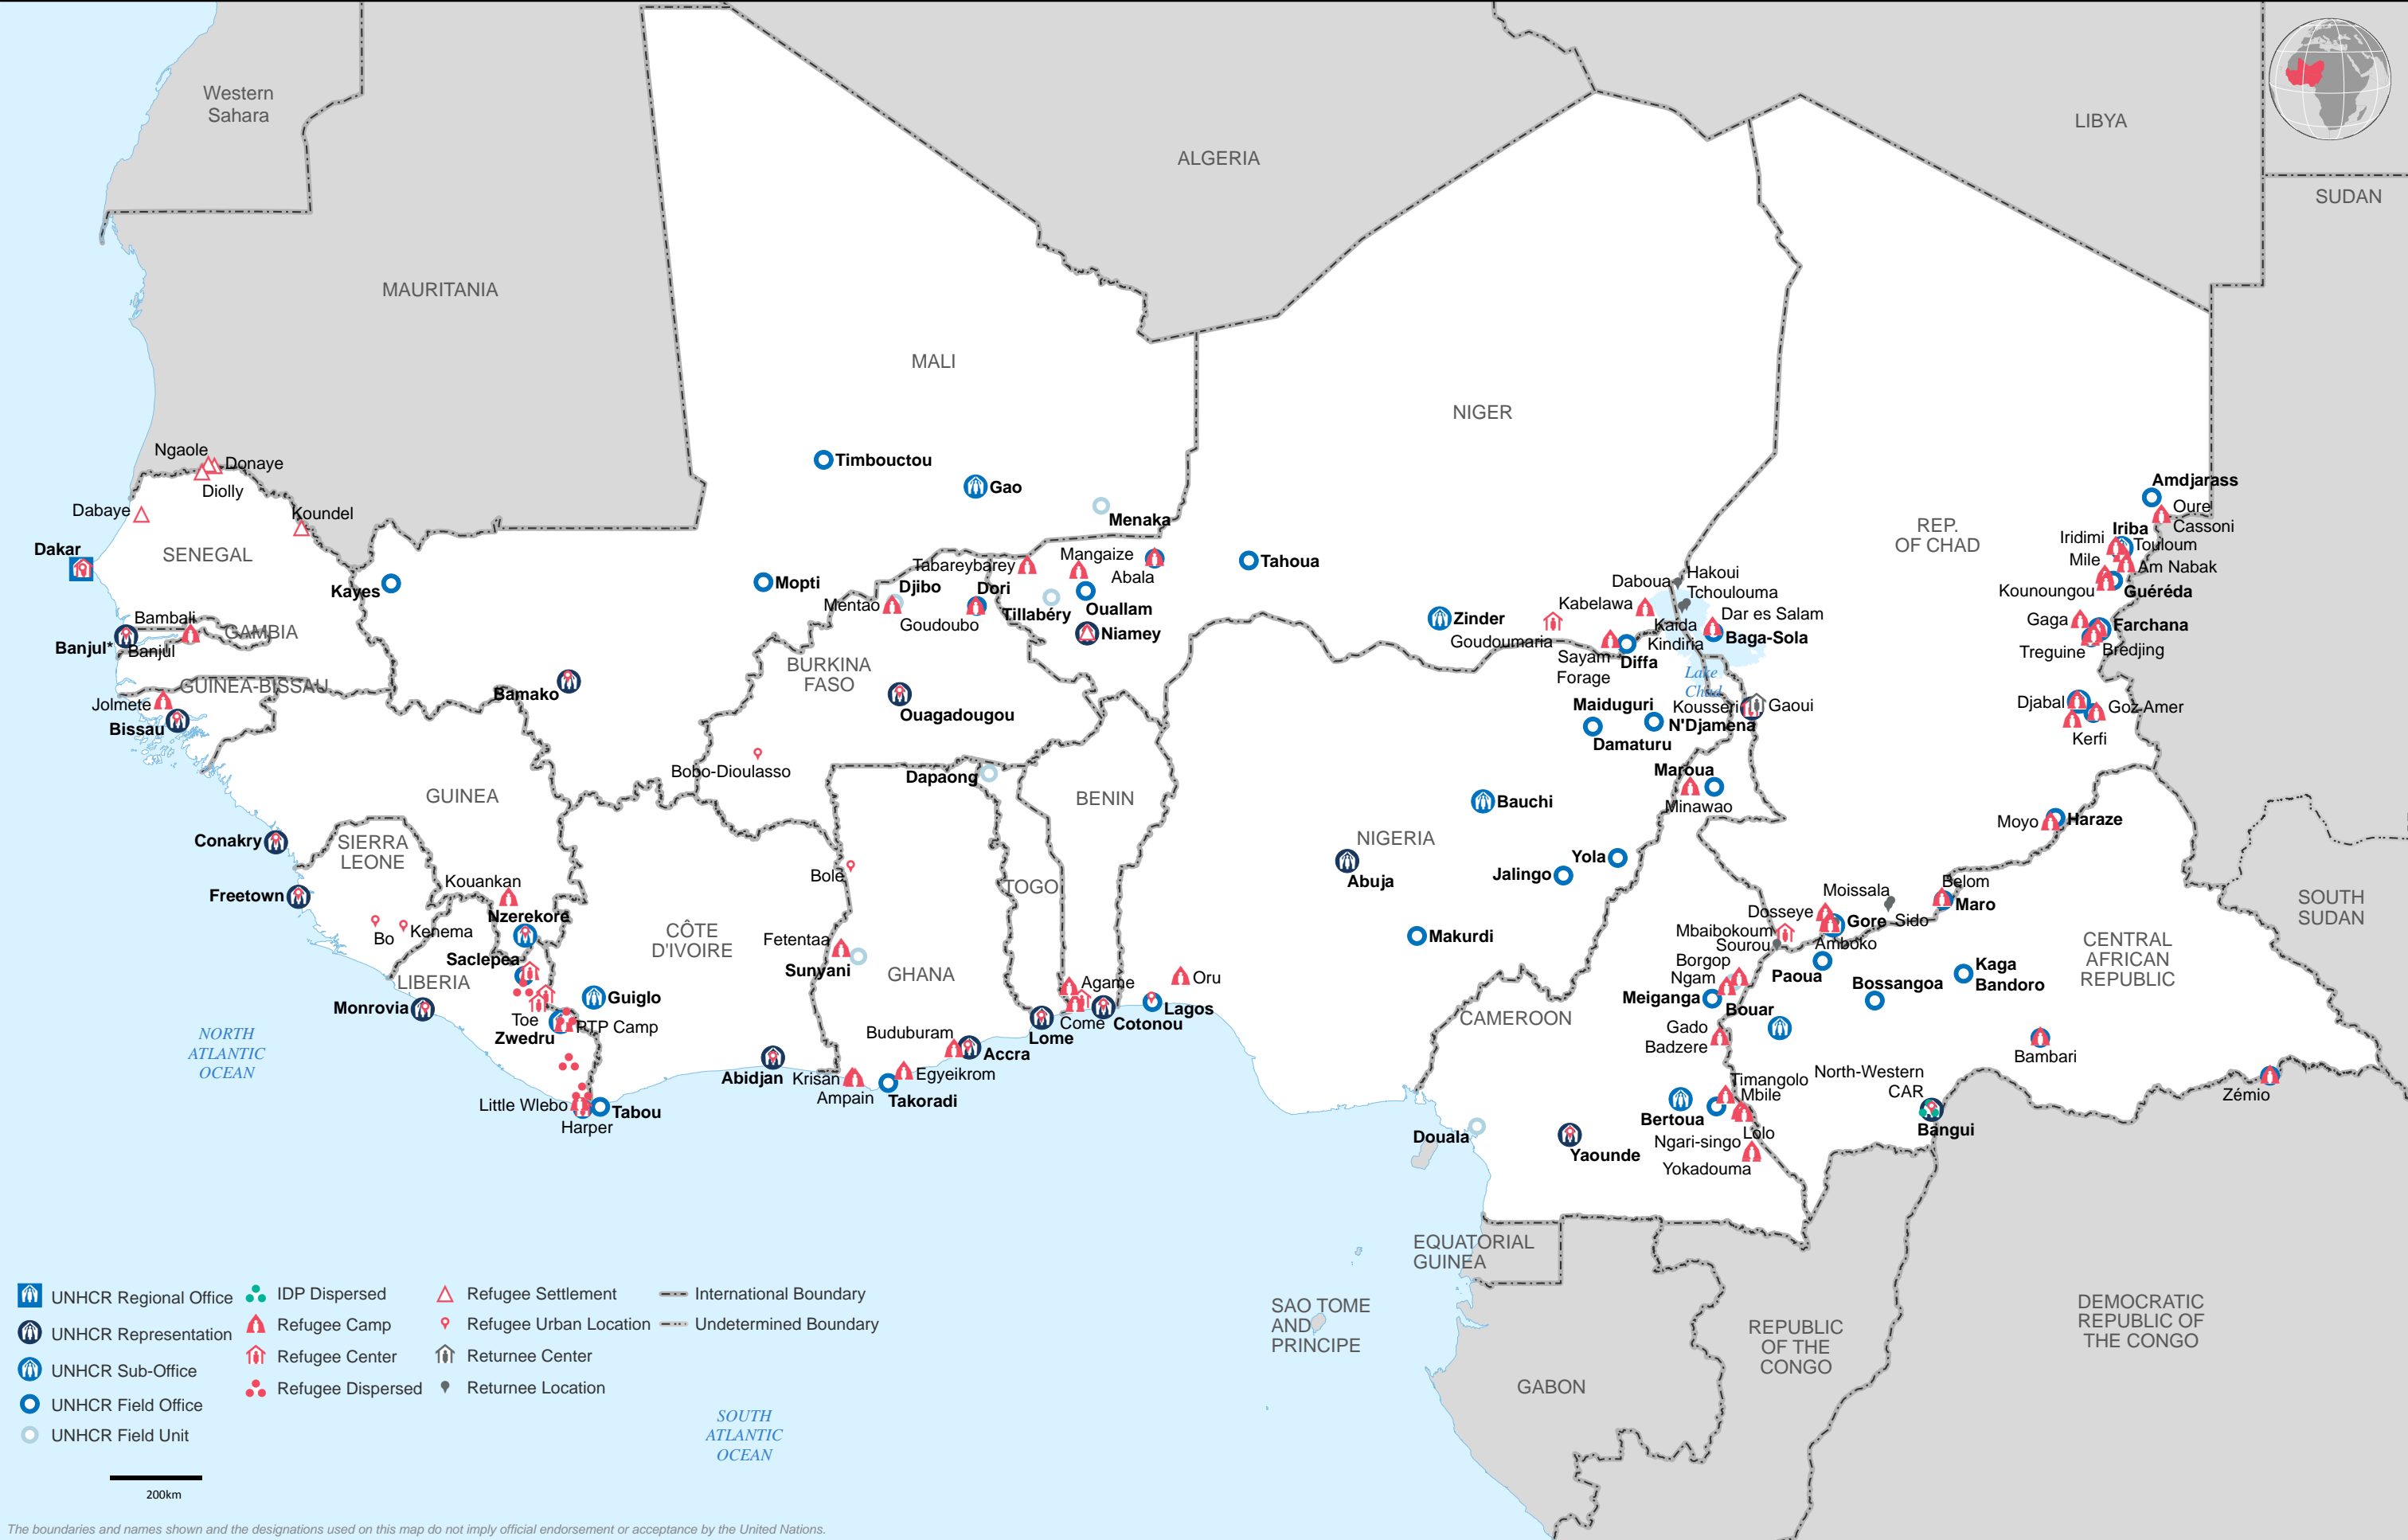 Western
Sahara
ALGERIA
LIBYA
SUDAN
MAURITANIA
MALI
NIGER
REP.
OF CHAD
Ngaole
Donaye
Diolly
Dabaye
Koundel
Dakar
SENEGAL
Kayes
Timbouctou
Gao
Menaka
Mopti
Tabareybarey
Mangaize
Abala
Tahoua
Djibo
Mentao
Dori
Goudoubo
Tillabéry
Ouallam
Niamey
Zinder
Goudoumaria
Kabelawa
Daboua
Hakoui
Tchoulouma
Dar es Salam
Kaida
Kindiria
Baga-Sola
Sayam
Forage
Diffa
Lake
Chad
Amdjarass
Oure
Cassoni
Iriba
Iridimi
Touloum
Mile
Am Nabak
Kounoungou
Guéréda
Gaga
Farchana
Treguine
Bredjing
Djabal
Goz-Amer
Kerfi
Bambali
GAMBIA
Banjul*
Banjul
GUINEA-BISSAU
Jolmete
Bissau
Bamako
BURKINA
FASO
Ouagadougou
Bobo-Dioulasso
Dapaong
Maiduguri
Damaturu
Kousseri
N'Djamena
Gaoui
Maroua
Minawao
Moyo
Haraze
GUINEA
Conakry
SIERRA
LEONE
Freetown
Bo
Kenema
Kouankan
Nzerekore
Saclepea
LIBERIA
Monrovia
Toe
Zwedru
PTP Camp
Guiglo
Little Wlebo
Harper
Tabou
CÔTE
D'IVOIRE
Abidjan
Bole
Fetentaa
Sunyani
GHANA
TOGO
BENIN
Buduburam
Accra
Krisan
Ampain
Egyeikrom
Takoradi
Agame
Come
Lome
Cotonou
Oru
Lagos
Bauchi
NIGERIA
Abuja
Yola
Jalingo
Makurdi
Moissala
Dosseye
Gore
Sido
Mbaibokoum
Sourou
Amboko
Belom
Maro
Borgop
Ngam
Meiganga
Paoua
Bouar
Bossangoa
Kaga
Bandoro
CENTRAL
AFRICAN
REPUBLIC
SOUTH
SUDAN
CAMEROON
Gado
Badzere
Bambari
Zémio
North-Western
CAR
Bangui
Timangolo
Mbile
Bertoua
Lolo
Ngari-singo
Yokadouma
Douala
Yaounde
EQUATORIAL
GUINEA
SAO TOME
AND
PRINCIPE
GABON
REPUBLIC
OF THE
CONGO
DEMOCRATIC
REPUBLIC OF
THE CONGO
NORTH
ATLANTIC
OCEAN
SOUTH
ATLANTIC
OCEAN
UNHCR Regional Office
UNHCR Representation
UNHCR Sub-Office
UNHCR Field Office
UNHCR Field Unit
IDP Dispersed
Refugee Camp
Refugee Center
Refugee Dispersed
Refugee Settlement
Refugee Urban Location
Returnee Center
Returnee Location
International Boundary
Undetermined Boundary
200km
The boundaries and names shown and the designations used on this map do not imply official endorsement or acceptance by the United Nations.